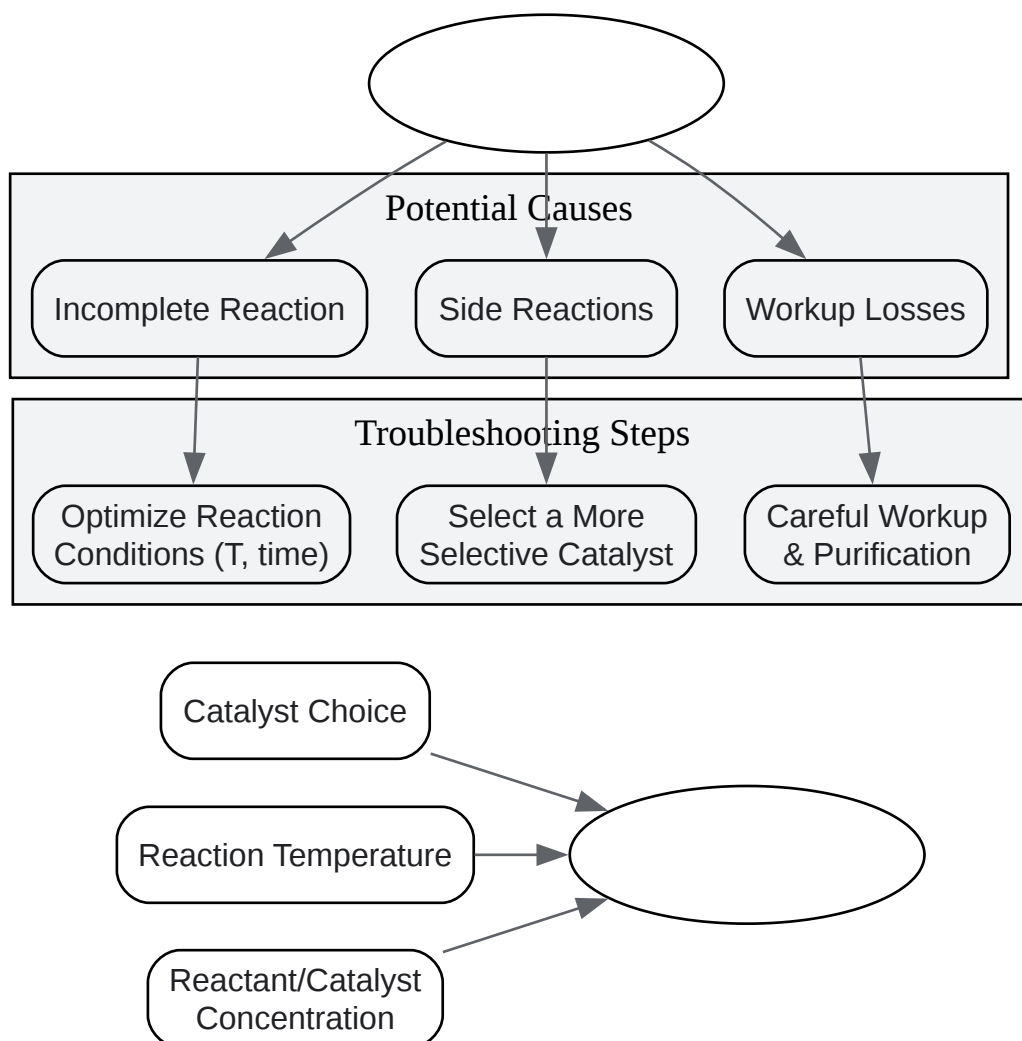 Potential Causes
Incomplete Reaction
Side Reactions
Workup Losses
Troubleshooting Steps
Optimize Reaction
Conditions (T, time)
Select a More
Selective Catalyst
Careful Workup
& Purification
Catalyst Choice
Reaction Temperature
Reactant/Catalyst
Concentration